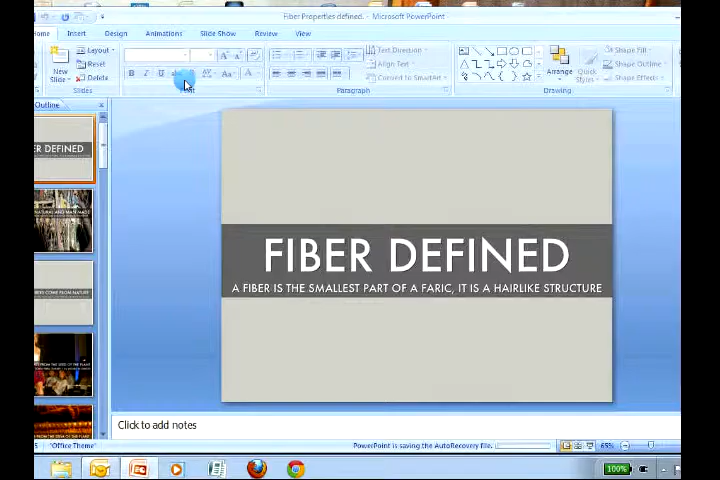 Fiber Properties defined. - Microsoft PowerPoint
Home Insert Design Animations Slide Show Review View
Layout
Reset
Delete
New Slide
Slides
B I U
Aa
A
Text Direction
Align Text
Convert to SmartArt
Paragraph
Arrange
Quick Styles
Shape Fill
Shape Outline
Shape Effects
Drawing
Outline
FIBER DEFINED
A FIBER IS THE SMALLEST PART OF A FARIC, IT IS A HAIRLIKE STRUCTURE
Click to add notes
"Office Theme" PowerPoint is saving the AutoRecovery file. 65%
100%